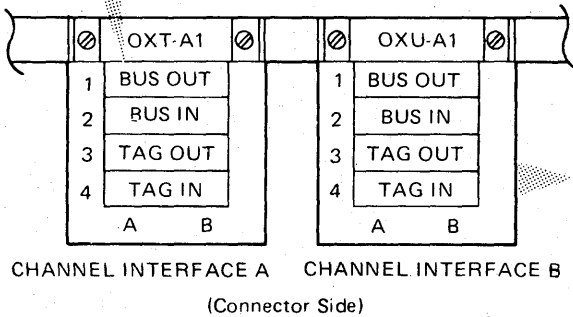 OXT-A1 OXU-A1
1 BUS OUT 1 BUS OUT
2 BUS IN 2 BUS IN
3 TAG OUT 3 TAG OUT
4 TAG IN 4 TAG IN
A B A B
CHANNEL INTERFACE A CHANNEL INTERFACE B
(Connector Side)